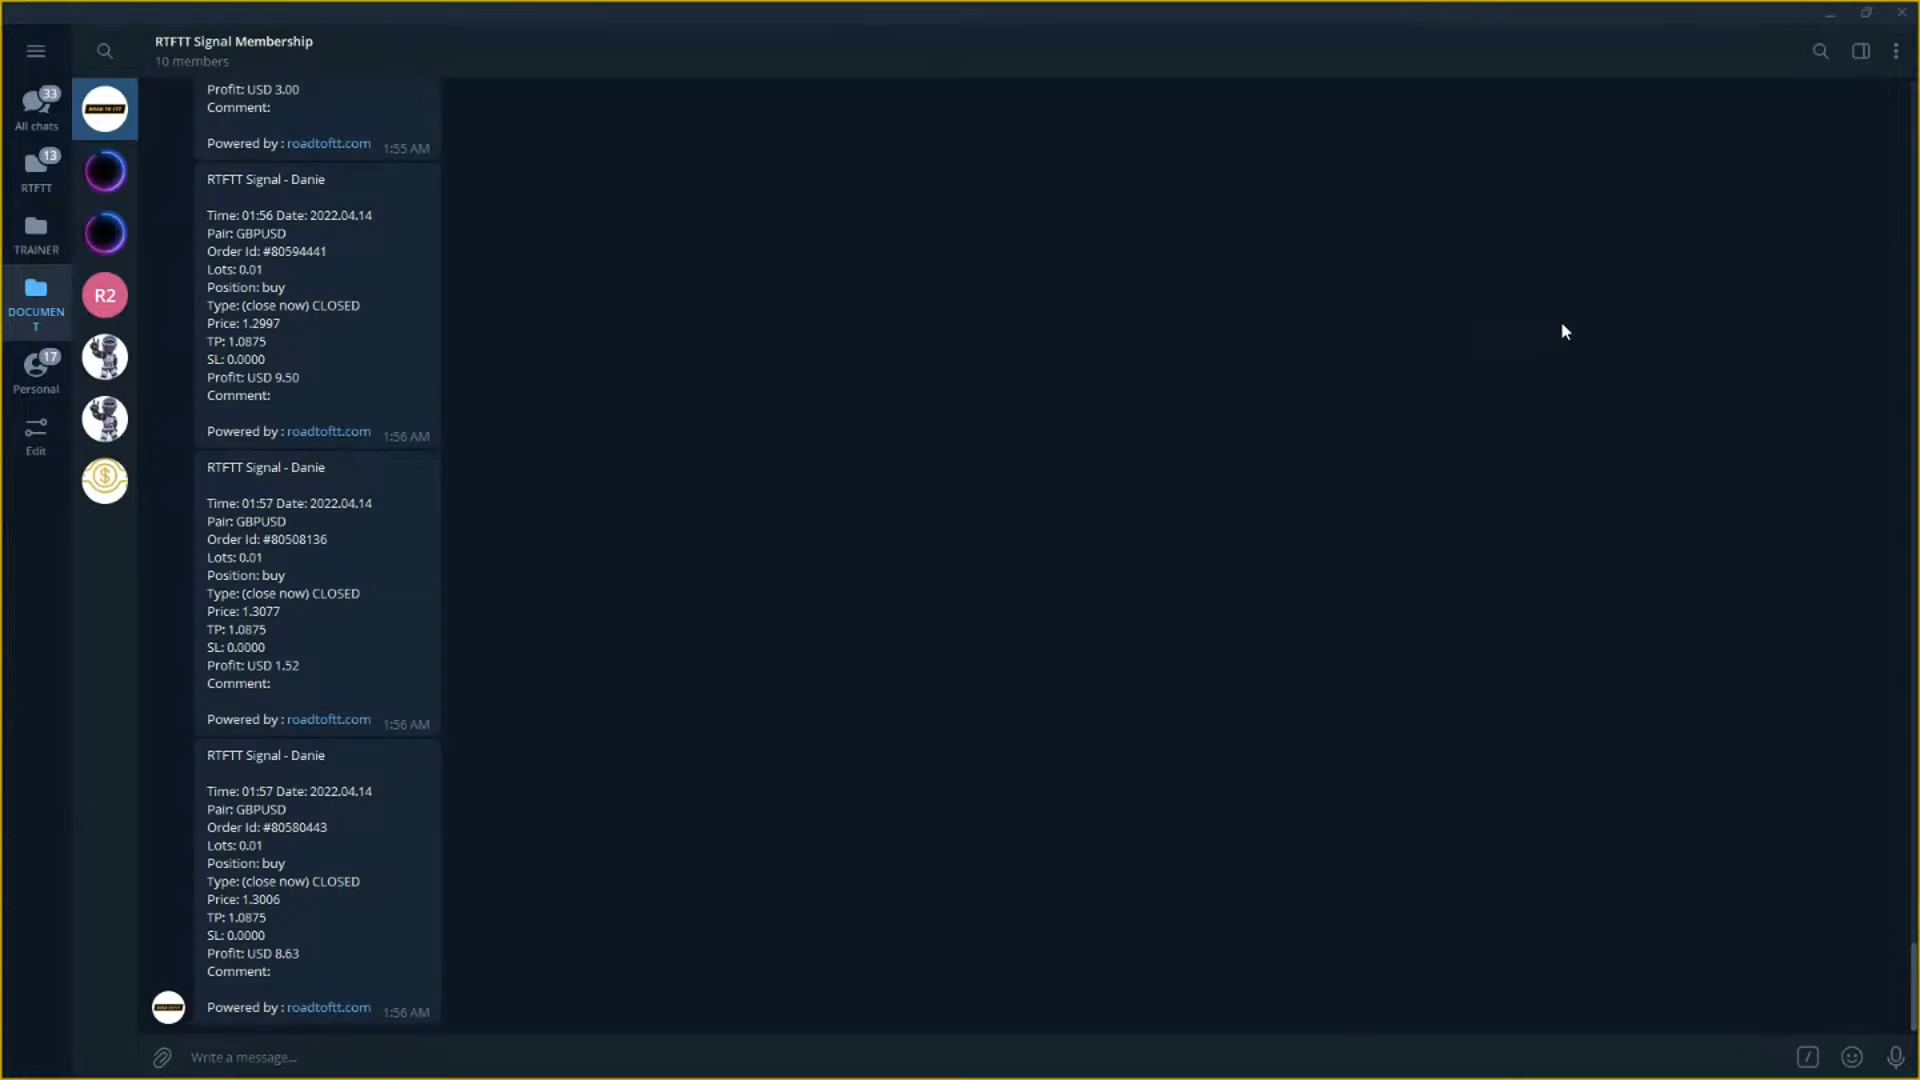 RTFTT Signal Membership
10 members
33
All chats
13
RTFTT
TRAINER
DOCUMEN
T
17
Personal
Edit
R2
Profit: USD 3.00
Comment:
Powered by : roadtoftt.com 1:55 AM
RTFTT Signal - Danie
Time: 01:56 Date: 2022.04.14
Pair: GBPUSD
Order Id: #80594441
Lots: 0.01
Position: buy
Type: (close now) CLOSED
Price: 1.2997
TP: 1.0875
SL: 0.0000
Profit: USD 9.50
Comment:
Powered by : roadtoftt.com 1:56 AM
RTFTT Signal - Danie
Time: 01:57 Date: 2022.04.14
Pair: GBPUSD
Order Id: #80508136
Lots: 0.01
Position: buy
Type: (close now) CLOSED
Price: 1.3077
TP: 1.0875
SL: 0.0000
Profit: USD 1.52
Comment:
Powered by : roadtoftt.com 1:56 AM
RTFTT Signal - Danie
Time: 01:57 Date: 2022.04.14
Pair: GBPUSD
Order Id: #80580443
Lots: 0.01
Position: buy
Type: (close now) CLOSED
Price: 1.3006
TP: 1.0875
SL: 0.0000
Profit: USD 8.63
Comment:
Powered by : roadtoftt.com 1:56 AM
Write a message...